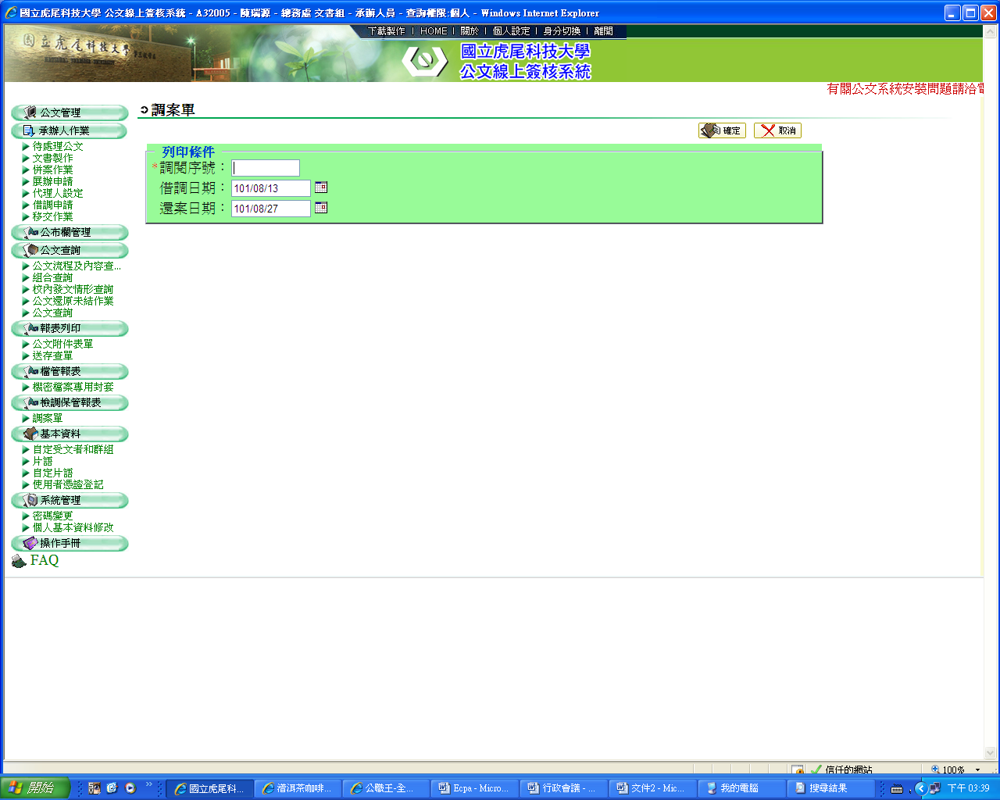 國立虎尾科技大學 公文線上簽核系統 - A32005 - 陳瑞源 - 總務處 文書組 - 承辦人員 - 查詢權限:個人 - Windows Internet Explorer
下載製作 | HOME | 關於 | 個人設定 | 身分切換 | 離開
國立虎尾科技大學
國立虎尾科技大學
公文線上簽核系統
有關公文系統安裝問題請洽
公文管理
調案單
承辦人作業
確定 取消
待處理公文
文書製作
併案作業
展辦申請
代理人設定
借調申請
移交作業
列印條件
*調閱序號：
借調日期： 101/08/13
還案日期： 101/08/27
公布欄管理
公文查詢
公文流程及內容查...
組合查詢
校內發文情形查詢
公文還原未結作業
公文查詢
報表列印
公文附件表單
送存查單
檔管報表
機密檔案專用封套
檢調保管報表
調案單
基本資料
自定受文者和群組
片語
自定片語
使用者憑證登記
系統管理
密碼變更
個人基本資料修改
操作手冊
FAQ
信任的網站 100%
開始 國立虎尾科... 普洱茶咖啡... 公職王-全... Ecpa - Micro... 行政會議 - ... 文件2 - Mic... 我的電腦 搜尋結果 下午 03:39